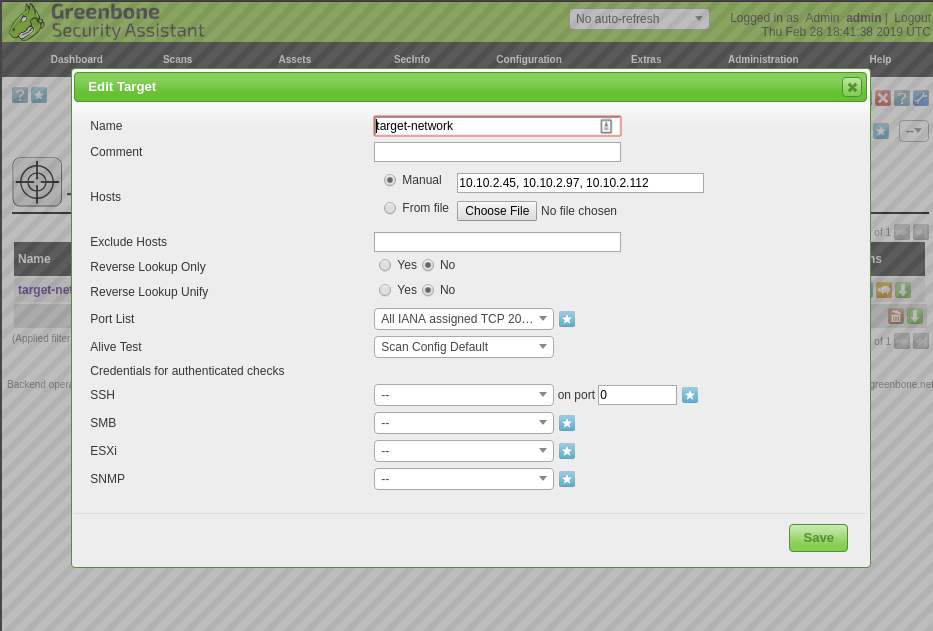 Greenbone
Security Assistant
No auto-refresh
Logged in as Admin admin | Logout
Thu Feb 28 18:41:38 2019 UTC
Dashboard Scans Assets SecInfo Configuration Extras Administration Help
Edit Target
Name target-network
Comment
Hosts
Manual 10.10.2.45, 10.10.2.97, 10.10.2.112
From file Choose File No file chosen
Exclude Hosts
Reverse Lookup Only Yes No
Reverse Lookup Unify Yes No
Port List All IANA assigned TCP 20...
Alive Test Scan Config Default
Credentials for authenticated checks
SSH -- on port 0
SMB --
ESXi --
SNMP --
Save
--
of 1
Name
ns
target-net
(Applied filter
of 1
Backend opera
greenbone.net